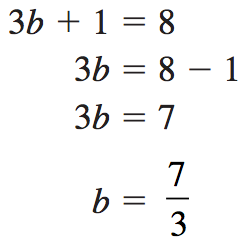 3b + 1 = 8
3b = 8 − 1
3b = 7
b = 7/3